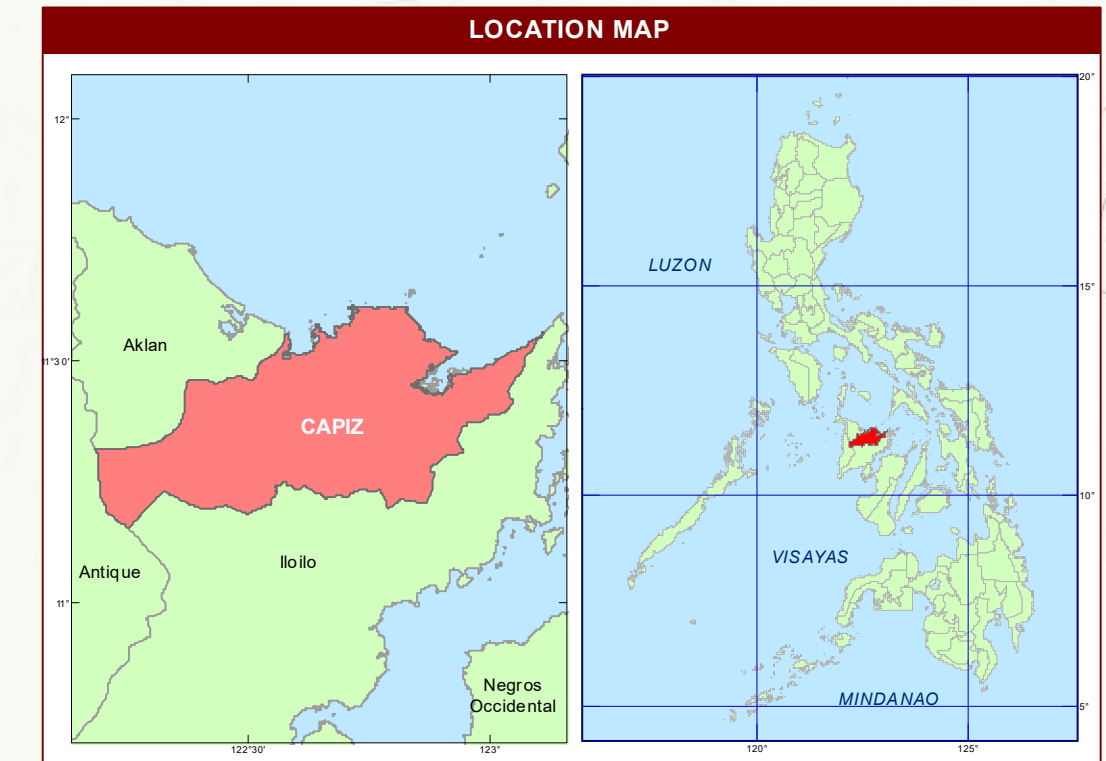 LOCATION MAP
12°
11°30'
11°
122°30'
123°
Aklan
CAPIZ
Antique
Iloilo
Negros
Occidental
20°
15°
10°
5°
120°
125°
LUZON
VISAYAS
MINDANAO